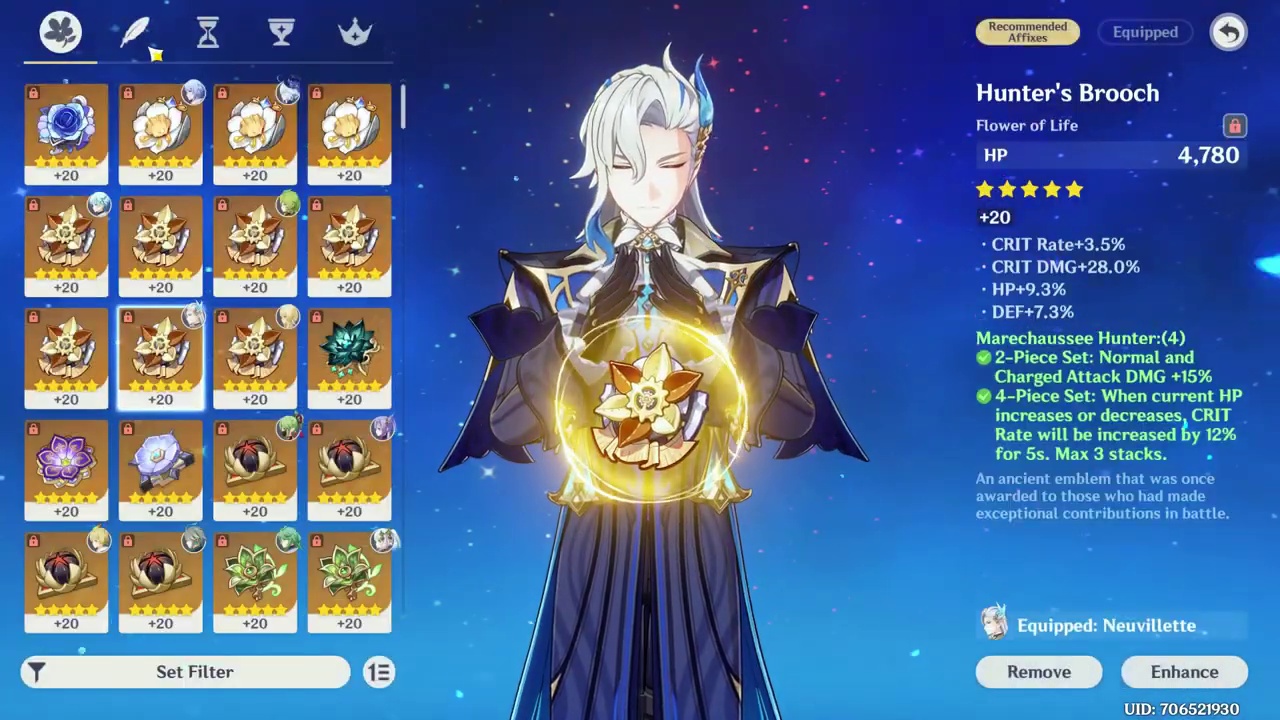 Recommended
Affixes
Equipped
Hunter's Brooch
Flower of Life
HP 4,780
+20
· CRIT Rate+3.5%
· CRIT DMG+28.0%
· HP+9.3%
· DEF+7.3%
Marechaussee Hunter:(4)
2-Piece Set: Normal and
Charged Attack DMG +15%
4-Piece Set: When current HP
increases or decreases, CRIT
Rate will be increased by 12%
for 5s. Max 3 stacks.
An ancient emblem that was once
awarded to those who had made
exceptional contributions in battle.
Equipped: Neuvillette
Remove Enhance
UID: 706521930
+20 +20 +20 +20
+20 +20 +20 +20
+20 +20 +20 +20
+20 +20 +20 +20
+20 +20 +20 +20
Set Filter